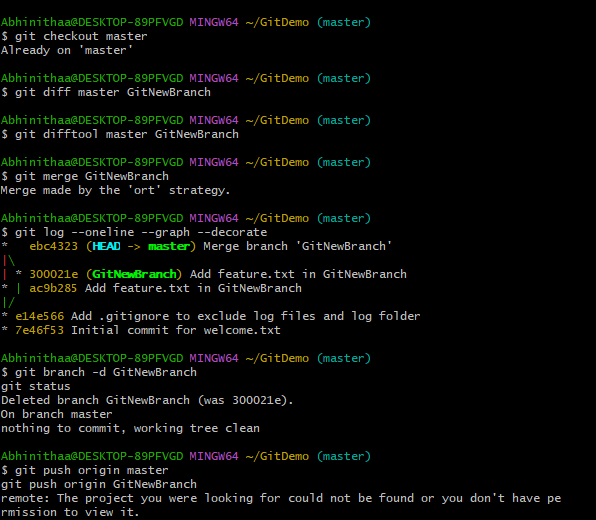 Abhinithaa@DESKTOP-89PFVGD MINGW64 ~/GitDemo (master)
$ git checkout master
Already on 'master'
Abhinithaa@DESKTOP-89PFVGD MINGW64 ~/GitDemo (master)
$ git diff master GitNewBranch
Abhinithaa@DESKTOP-89PFVGD MINGW64 ~/GitDemo (master)
$ git difftool master GitNewBranch
Abhinithaa@DESKTOP-89PFVGD MINGW64 ~/GitDemo (master)
$ git merge GitNewBranch
Merge made by the 'ort' strategy.
Abhinithaa@DESKTOP-89PFVGD MINGW64 ~/GitDemo (master)
$ git log --oneline --graph --decorate
*   ebc4323 (HEAD -> master) Merge branch 'GitNewBranch'
|\
| * 300021e (GitNewBranch) Add feature.txt in GitNewBranch
* | ac9b285 Add feature.txt in GitNewBranch
|/
* e14e566 Add .gitignore to exclude log files and log folder
* 7e46f53 Initial commit for welcome.txt
Abhinithaa@DESKTOP-89PFVGD MINGW64 ~/GitDemo (master)
$ git branch -d GitNewBranch
git status
Deleted branch GitNewBranch (was 300021e).
On branch master
nothing to commit, working tree clean
Abhinithaa@DESKTOP-89PFVGD MINGW64 ~/GitDemo (master)
$ git push origin master
git push origin GitNewBranch
remote: The project you were looking for could not be found or you don't have pe
rmission to view it.